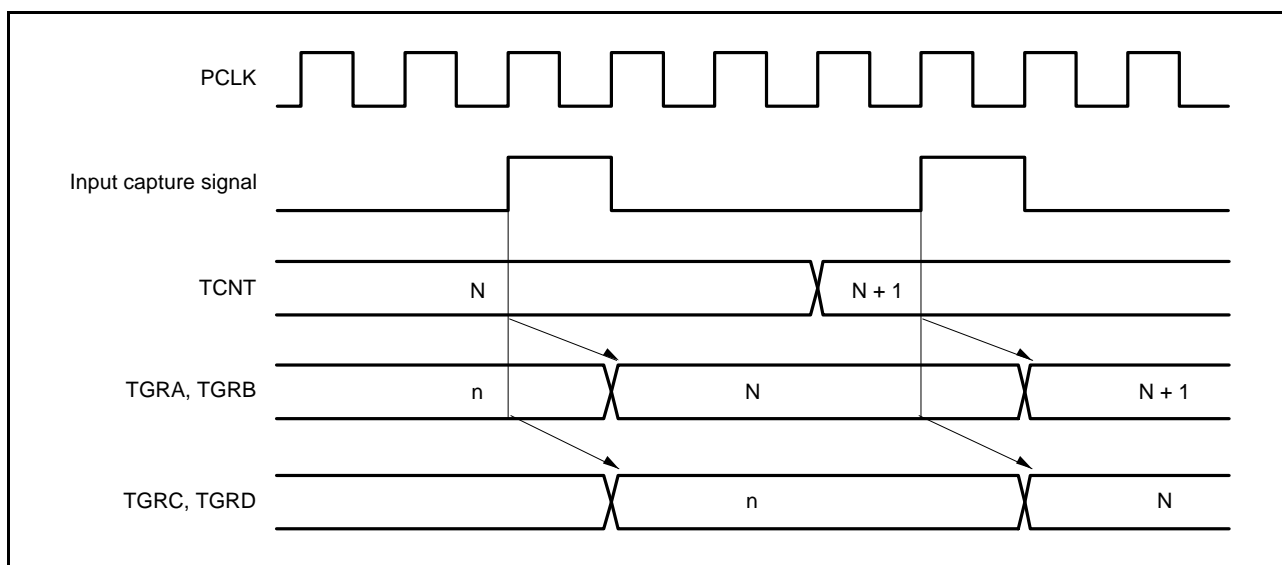 PCLK
Input capture signal
TCNT
N
N + 1
TGRA, TGRB
n
N
N + 1
TGRC, TGRD
n
N